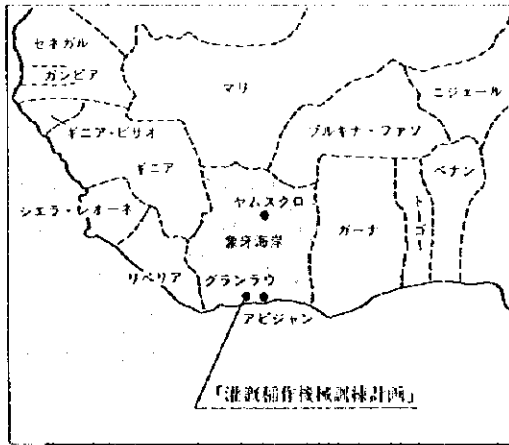 セネガル
ガンビア
マリ
ニジェール
ギニア・ビサオ
ブルキナ・ファソ
ギニア
ベナン
シエラ・レオーネ
ヤムスクロ
トーゴー
象牙海岸
ガーナ
リベリア
グランラウ
アビジャン
「灌漑稲作機械訓練計画」